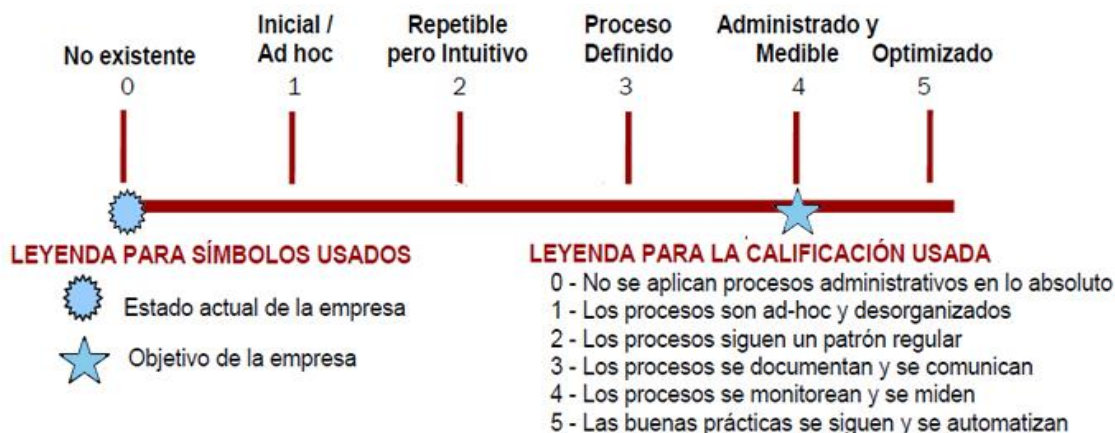 No existente
0
Inicial /
Ad hoc
1
Repetible
pero Intuitivo
2
Proceso
Definido
3
Administrado y
Medible
4
Optimizado
5
LEYENDA PARA SÍMBOLOS USADOS
Estado actual de la empresa
Objetivo de la empresa
LEYENDA PARA LA CALIFICACIÓN USADA
0 - No se aplican procesos administrativos en lo absoluto
1 - Los procesos son ad-hoc y desorganizados
2 - Los procesos siguen un patrón regular
3 - Los procesos se documentan y se comunican
4 - Los procesos se monitorean y se miden
5 - Las buenas prácticas se siguen y se automatizan